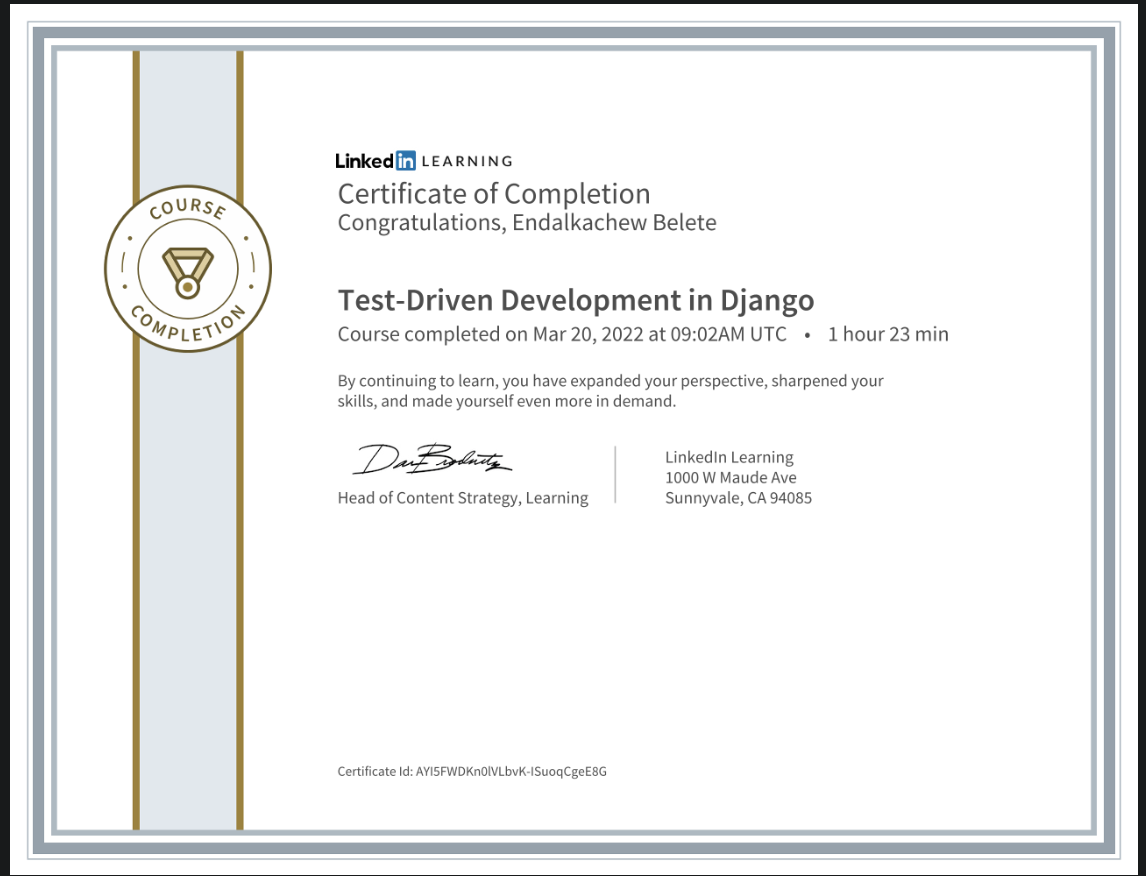 COURSE
COMPLETION
Linked in LEARNING
Certificate of Completion
Congratulations, Endalkachew Belete
Test-Driven Development in Django
Course completed on Mar 20, 2022 at 09:02AM UTC • 1 hour 23 min
By continuing to learn, you have expanded your perspective, sharpened your
skills, and made yourself even more in demand.
Head of Content Strategy, Learning
LinkedIn Learning
1000 W Maude Ave
Sunnyvale, CA 94085
Certificate Id: AYI5FWDKn0lVLbvK-ISuoqCgeE8G